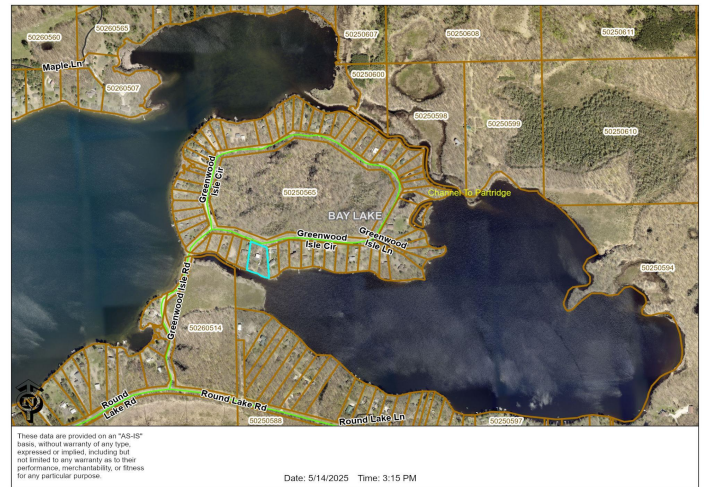 50260565
50260560
50250607
50250608
50250611
Maple Ln
50260507
50250600
50250598
50250599
50250610
Greenwood
Isle Cir
50250565
Channel To Partridge
BAY LAKE
Greenwood
Isle Cir
Greenwood
Isle Ln
Greenwood Isle Rd
50250594
50260514
Round
Lake Rd
Round Lake Rd
50250588
Round Lake Ln
50250597
These data are provided on an "AS-IS"
basis, without warranty of any type,
expressed or implied, including but
not limited to any warranty as to their
performance, merchantability, or fitness
for any particular purpose.
Date: 5/14/2025 Time: 3:15 PM